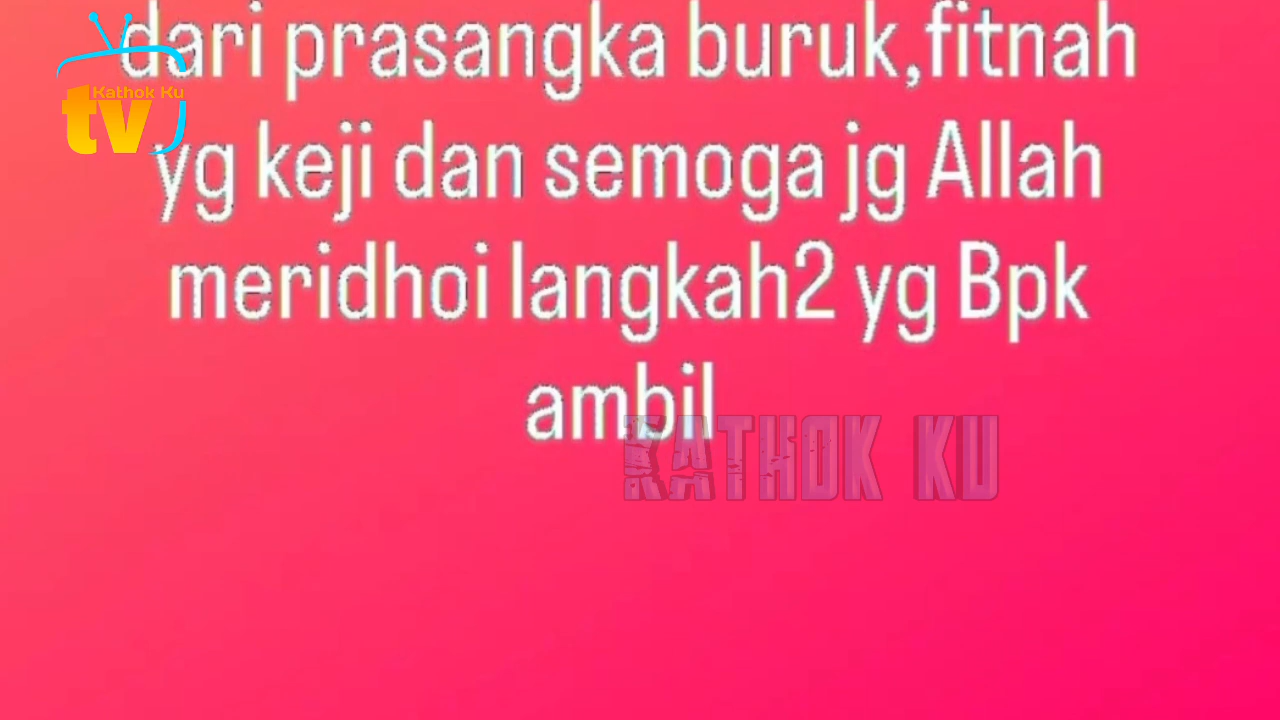 dari prasangka buruk,fitnah
Kathok Ku
tv
yg keji dan semoga jg Allah
meridhoi langkah2 yg Bpk
ambil
KATHOK KU